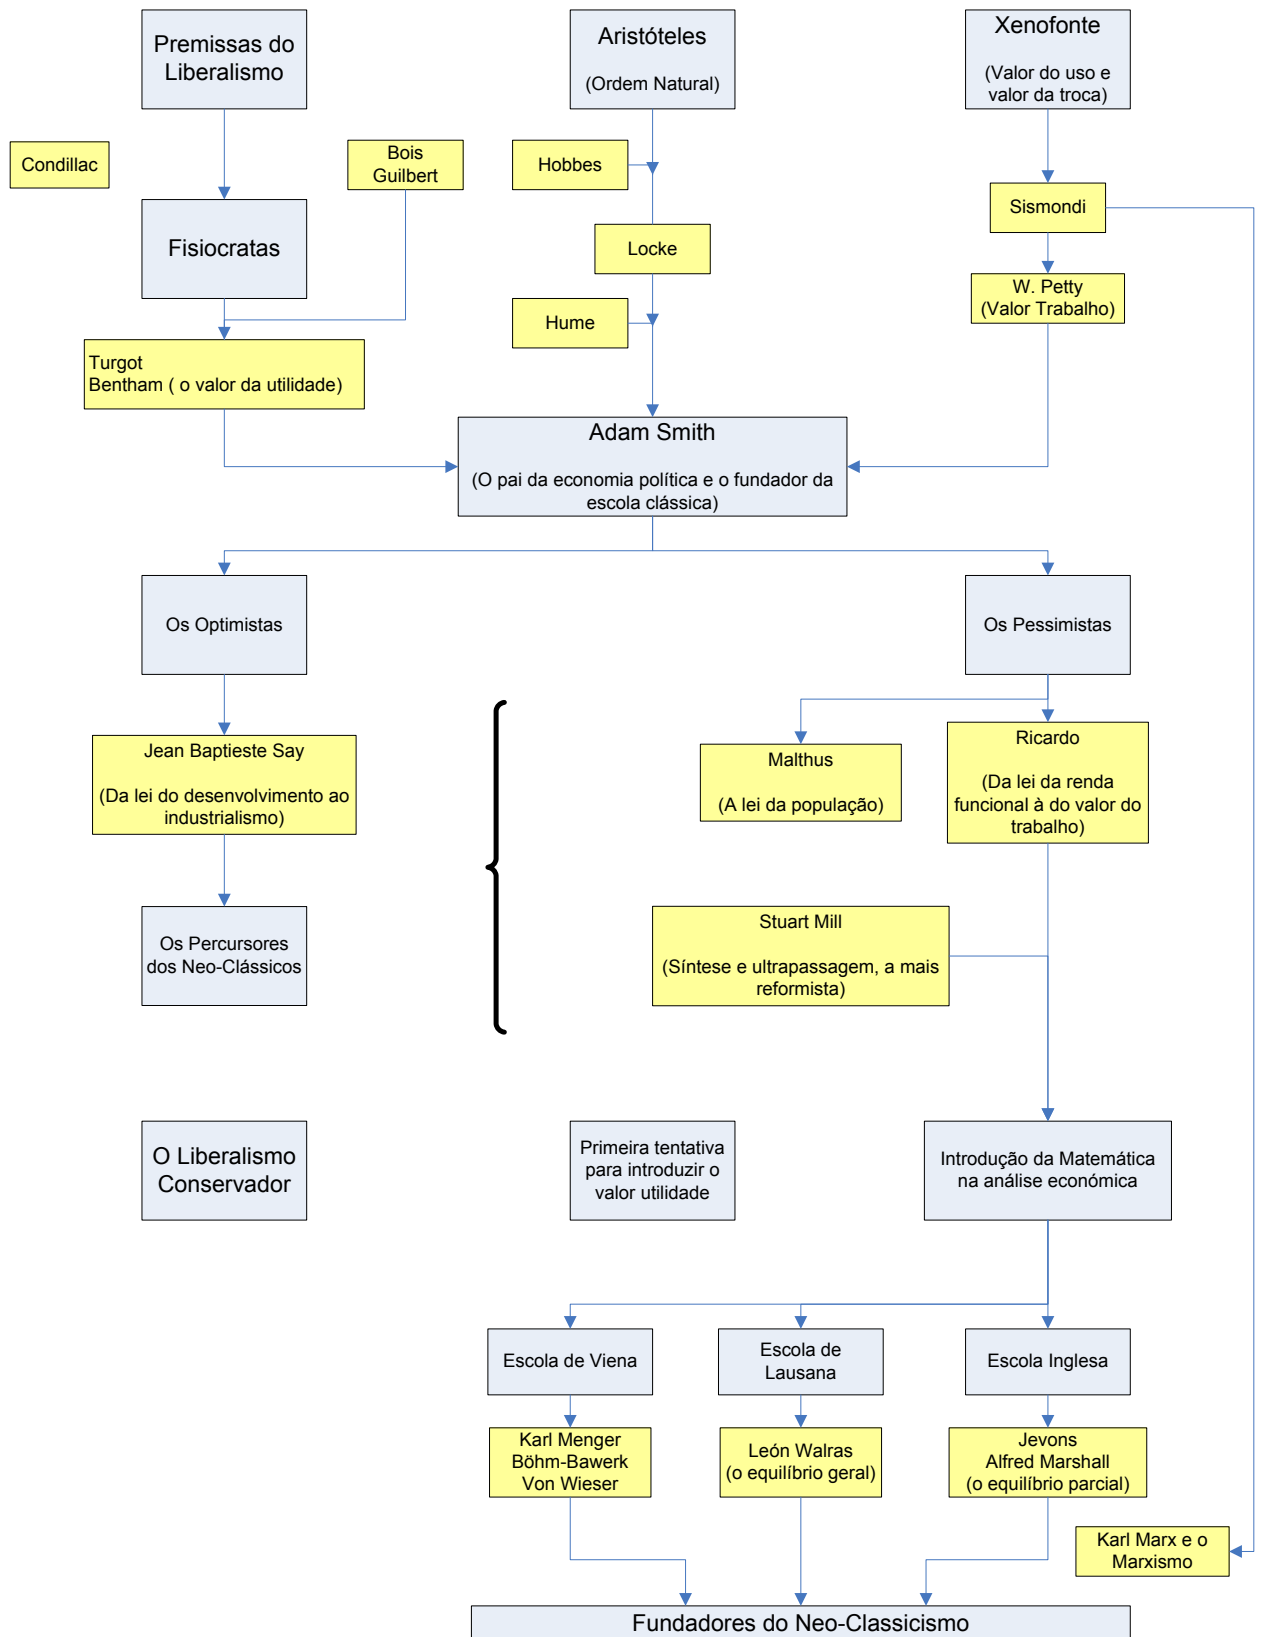 Premissas do
Liberalismo
Aristóteles
(Ordem Natural)
Xenofonte
(Valor do uso e
valor da troca)
Condillac
Bois
Guilbert
Hobbes
Sismondi
Fisiocratas
Locke
W. Petty
(Valor Trabalho)
Hume
Turgot
Bentham ( o valor da utilidade)
Adam Smith
(O pai da economia política e o fundador da
escola clássica)
Os Optimistas
Os Pessimistas
Jean Baptieste Say
(Da lei do desenvolvimento ao
industrialismo)
Malthus
(A lei da população)
Ricardo
(Da lei da renda
funcional à do valor do
trabalho)
Os Percursores
dos Neo-Clássicos
Stuart Mill
(Síntese e ultrapassagem, a mais
reformista)
O Liberalismo
Conservador
Primeira tentativa
para introduzir o
valor utilidade
Introdução da Matemática
na análise económica
Escola de Viena
Escola de
Lausana
Escola Inglesa
Karl Menger
Böhm-Bawerk
Von Wieser
León Walras
(o equilíbrio geral)
Jevons
Alfred Marshall
(o equilíbrio parcial)
Karl Marx e o
Marxismo
Fundadores do Neo-Classicismo